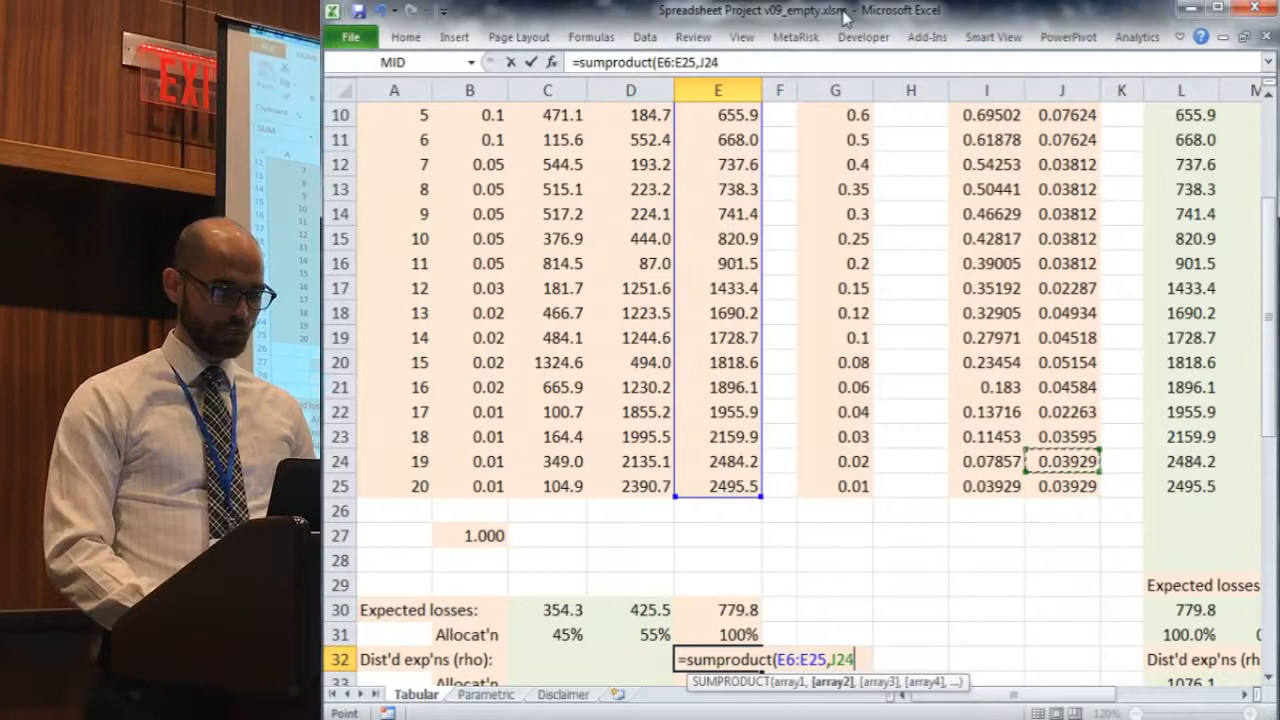 EXIT
Spreadsheet Project v09_empty.xlsm - Microsoft Excel
File Home Insert Page Layout Formulas Data Review View MetaRisk Developer Add-Ins Smart View PowerPivot Analytics
MID fx =sumproduct(E6:E25,J24
A B C D E F G H I J K L M
10 5 0.1 471.1 184.7 655.9 0.6 0.69502 0.07624 655.9
11 6 0.1 115.6 552.4 668.0 0.5 0.61878 0.07624 668.0
12 7 0.05 544.5 193.2 737.6 0.4 0.54253 0.03812 737.6
13 8 0.05 515.1 223.2 738.3 0.35 0.50441 0.03812 738.3
14 9 0.05 517.2 224.1 741.4 0.3 0.46629 0.03812 741.4
15 10 0.05 376.9 444.0 820.9 0.25 0.42817 0.03812 820.9
16 11 0.05 814.5 87.0 901.5 0.2 0.39005 0.03812 901.5
17 12 0.03 181.7 1251.6 1433.4 0.15 0.35192 0.02287 1433.4
18 13 0.02 466.7 1223.5 1690.2 0.12 0.32905 0.04934 1690.2
19 14 0.02 484.1 1244.6 1728.7 0.1 0.27971 0.04518 1728.7
20 15 0.02 1324.6 494.0 1818.6 0.08 0.23454 0.05154 1818.6
21 16 0.02 665.9 1230.2 1896.1 0.06 0.183 0.04584 1896.1
22 17 0.01 100.7 1855.2 1955.9 0.04 0.13716 0.02263 1955.9
23 18 0.01 164.4 1995.5 2159.9 0.03 0.11453 0.03595 2159.9
24 19 0.01 349.0 2135.1 2484.2 0.02 0.07857 0.03929 2484.2
25 20 0.01 104.9 2390.7 2495.5 0.01 0.03929 0.03929 2495.5
26
27 1.000
28
29 Expected losses
30 Expected losses: 354.3 425.5 779.8 779.8
31 Allocat'n 45% 55% 100% 100.0%
32 Dist'd exp'ns (rho): =sumproduct(E6:E25,J24 Dist'd exp'ns (rh
33 Allocat'n SUMPRODUCT(array1, [array2], [array3], [array4], ...) 1076.1
Tabular Parametric Disclaimer
Point 120%